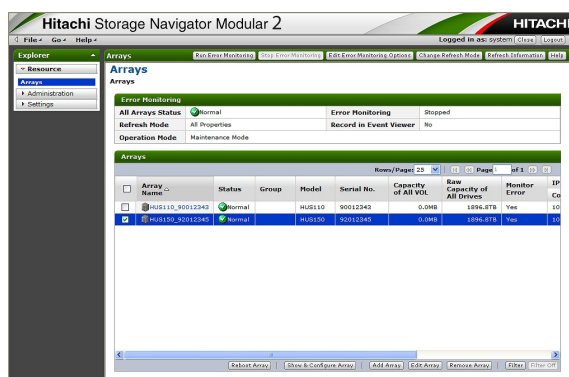 Hitachi Storage Navigator Modular 2
HITACHI
File Go Help
Logged in as: system Close Logout
Explorer
Resource
Arrays
Administration
Settings
Arrays Run Error Monitoring Stop Error Monitoring Edit Error Monitoring Options Change Refresh Mode Refresh Information Help
Arrays
Arrays
Error Monitoring
All Arrays Status Normal Error Monitoring Stopped
Refresh Mode All Properties Record in Event Viewer No
Operation Mode Maintenance Mode
Arrays
Rows/Page: 25 Page 1 of 1
Array Name Status Group Model Serial No. Capacity of All VOL Raw Capacity of All Drives Monitor Error IP Co
HUS110_90012343 Normal HUS110 90012343 0.0MB 1896.8TB Yes 10
HUS150_92012345 Normal HUS150 92012345 0.0MB 1896.8TB Yes 10
Reboot Array Show & Configure Array Add Array Edit Array Remove Array Filter Filter Off